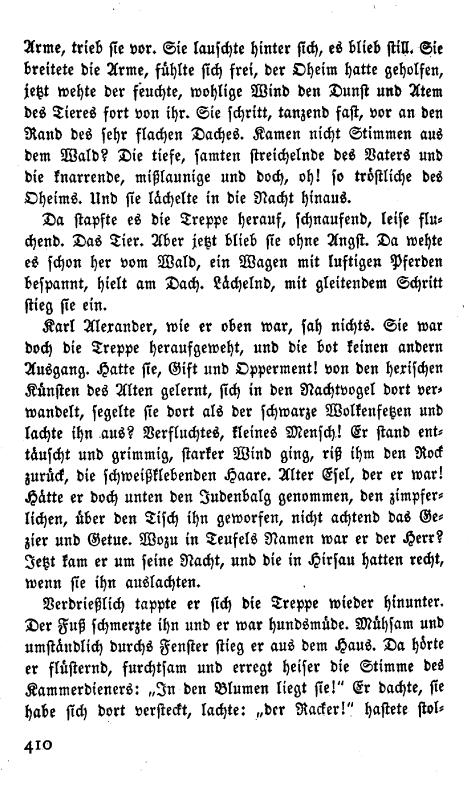 Arme, trieb sie vor. Sie lauschte hinter sich, es blieb still. Sie
breitete die Arme, fühlte sich frei, der Oheim hatte geholfen,
jetzt wehte der feuchte, wohlige Wind den Dunst und Atem
des Tieres fort von ihr. Sie schritt, tanzend fast, vor an den
Rand des sehr flachen Daches. Kamen nicht Stimmen aus
dem Wald? Die tiefe, samten streichelnde des Vaters und
die knarrende, mißlaunige und doch, oh! so tröstliche des
Oheims. Und sie lächelte in die Nacht hinaus.
Da stapfte es die Treppe herauf, schnaufend, leise flu-
chend. Das Tier. Aber jetzt blieb sie ohne Angst. Da wehte
es schon her vom Wald, ein Wagen mit luftigen Pferden
bespannt, hielt am Dach. Lächelnd, mit gleitendem Schritt
stieg sie ein.
Karl Alexander, wie er oben war, sah nichts. Sie war
doch die Treppe heraufgeweht, und die bot keinen andern
Ausgang. Hatte sie, Gift und Opperment! von den hexischen
Künsten des Alten gelernt, sich in den Nachtvogel dort ver-
wandelt, segelte sie dort als der schwarze Wolkenfetzen und
lachte ihn aus? Verfluchtes, kleines Mensch! Er stand ent-
täuscht und grimmig, starker Wind ging, riß ihm den Rock
zurück, die schweißklebenden Haare. Alter Esel, der er war!
Hätte er doch unten den Judenbalg genommen, den zimpfer-
lichen, über den Tisch ihn geworfen, nicht achtend das Ge-
zier und Getue. Wozu in Teufels Namen war er der Herr?
Jetzt kam er um seine Nacht, und die in Hirsau hatten recht,
wenn sie ihn auslachten.
Verdrießlich tappte er sich die Treppe wieder hinunter.
Der Fuß schmerzte ihn und er war hundsmüde. Mühsam und
umständlich durchs Fenster stieg er aus dem Haus. Da hörte
er flüsternd, furchtsam und erregt heiser die Stimme des
Kammerdieners: „In den Blumen liegt sie!“ Er dachte, sie
habe sich dort versteckt, lachte: „der Racker!“ hastete stol-
410